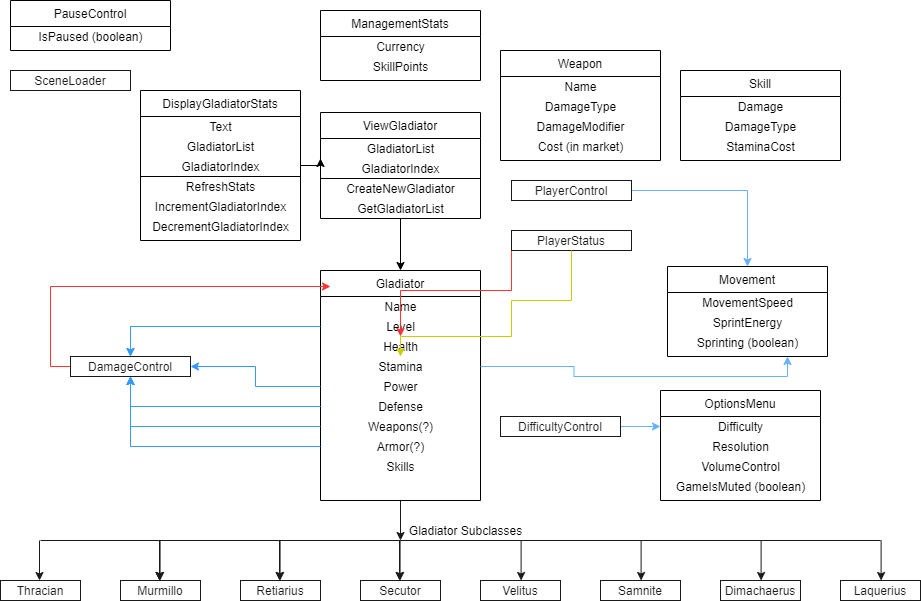 PauseControl
IsPaused (boolean)
SceneLoader
DisplayGladiatorStats
Text
GladiatorList
GladiatorIndex
RefreshStats
IncrementGladiatorIndex
DecrementGladiatorIndex
ManagementStats
Currency
SkillPoints
ViewGladiator
GladiatorList
GladiatorIndex
CreateNewGladiator
GetGladiatorList
Weapon
Name
DamageType
DamageModifier
Cost (in market)
Skill
Damage
DamageType
StaminaCost
PlayerControl
PlayerStatus
Movement
MovementSpeed
SprintEnergy
Sprinting (boolean)
Gladiator
Name
Level
Health
Stamina
Power
Defense
Weapons(?)
Armor(?)
Skills
DamageControl
DifficultyControl
OptionsMenu
Difficulty
Resolution
VolumeControl
GameIsMuted (boolean)
Gladiator Subclasses
Thracian
Murmillo
Retiarius
Secutor
Velitus
Samnite
Dimachaerus
Laquerius